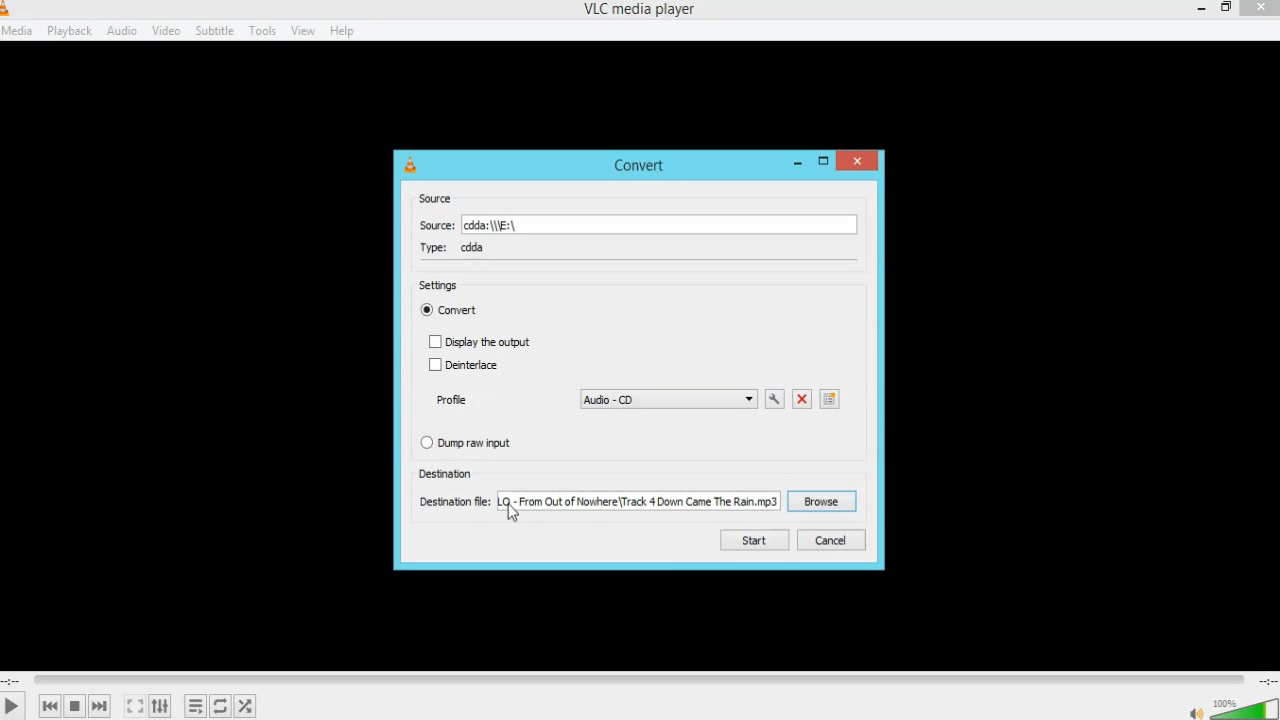 VLC media player
Media Playback Audio Video Subtitle Tools View Help
Convert
Source
Source: cdda:\\\E:\
Type: cdda
Settings
Convert
Display the output
Deinterlace
Profile Audio - CD
Dump raw input
Destination
Destination file: LO - From Out of Nowhere\Track 4 Down Came The Rain.mp3 Browse
Start Cancel
--:-- --:--
100%